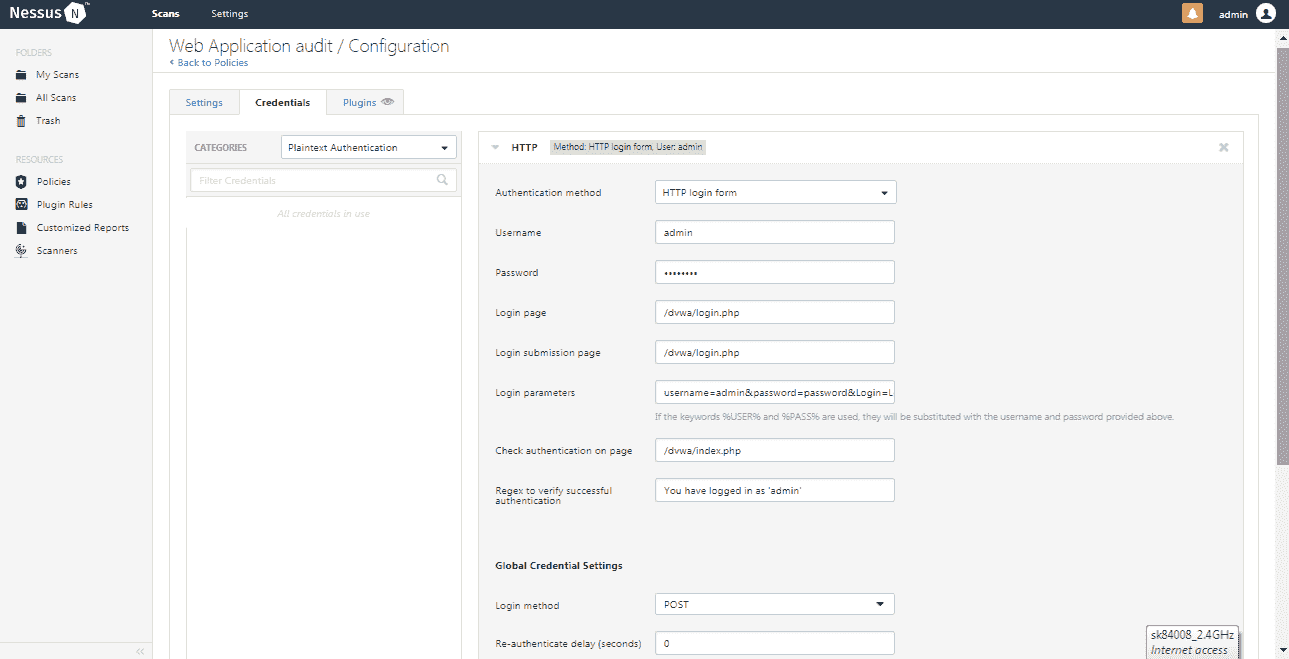 Nessus N
Scans
Settings
admin
FOLDERS
My Scans
All Scans
Trash
RESOURCES
Policies
Plugin Rules
Customized Reports
Scanners
Web Application audit / Configuration
Back to Policies
Settings
Credentials
Plugins
CATEGORIES
Plaintext Authentication
Filter Credentials
All credentials in use
HTTP
Method: HTTP login form, User: admin
Authentication method
HTTP login form
Username
admin
Password
••••••••
Login page
/dvwa/login.php
Login submission page
/dvwa/login.php
Login parameters
username=admin&password=password&Login=L
If the keywords %USER% and %PASS% are used, they will be substituted with the username and password provided above.
Check authentication on page
/dvwa/index.php
Regex to verify successful
authentication
You have logged in as 'admin'
Global Credential Settings
Login method
POST
Re-authenticate delay (seconds)
0
sk84008_2.4GHz
Internet access